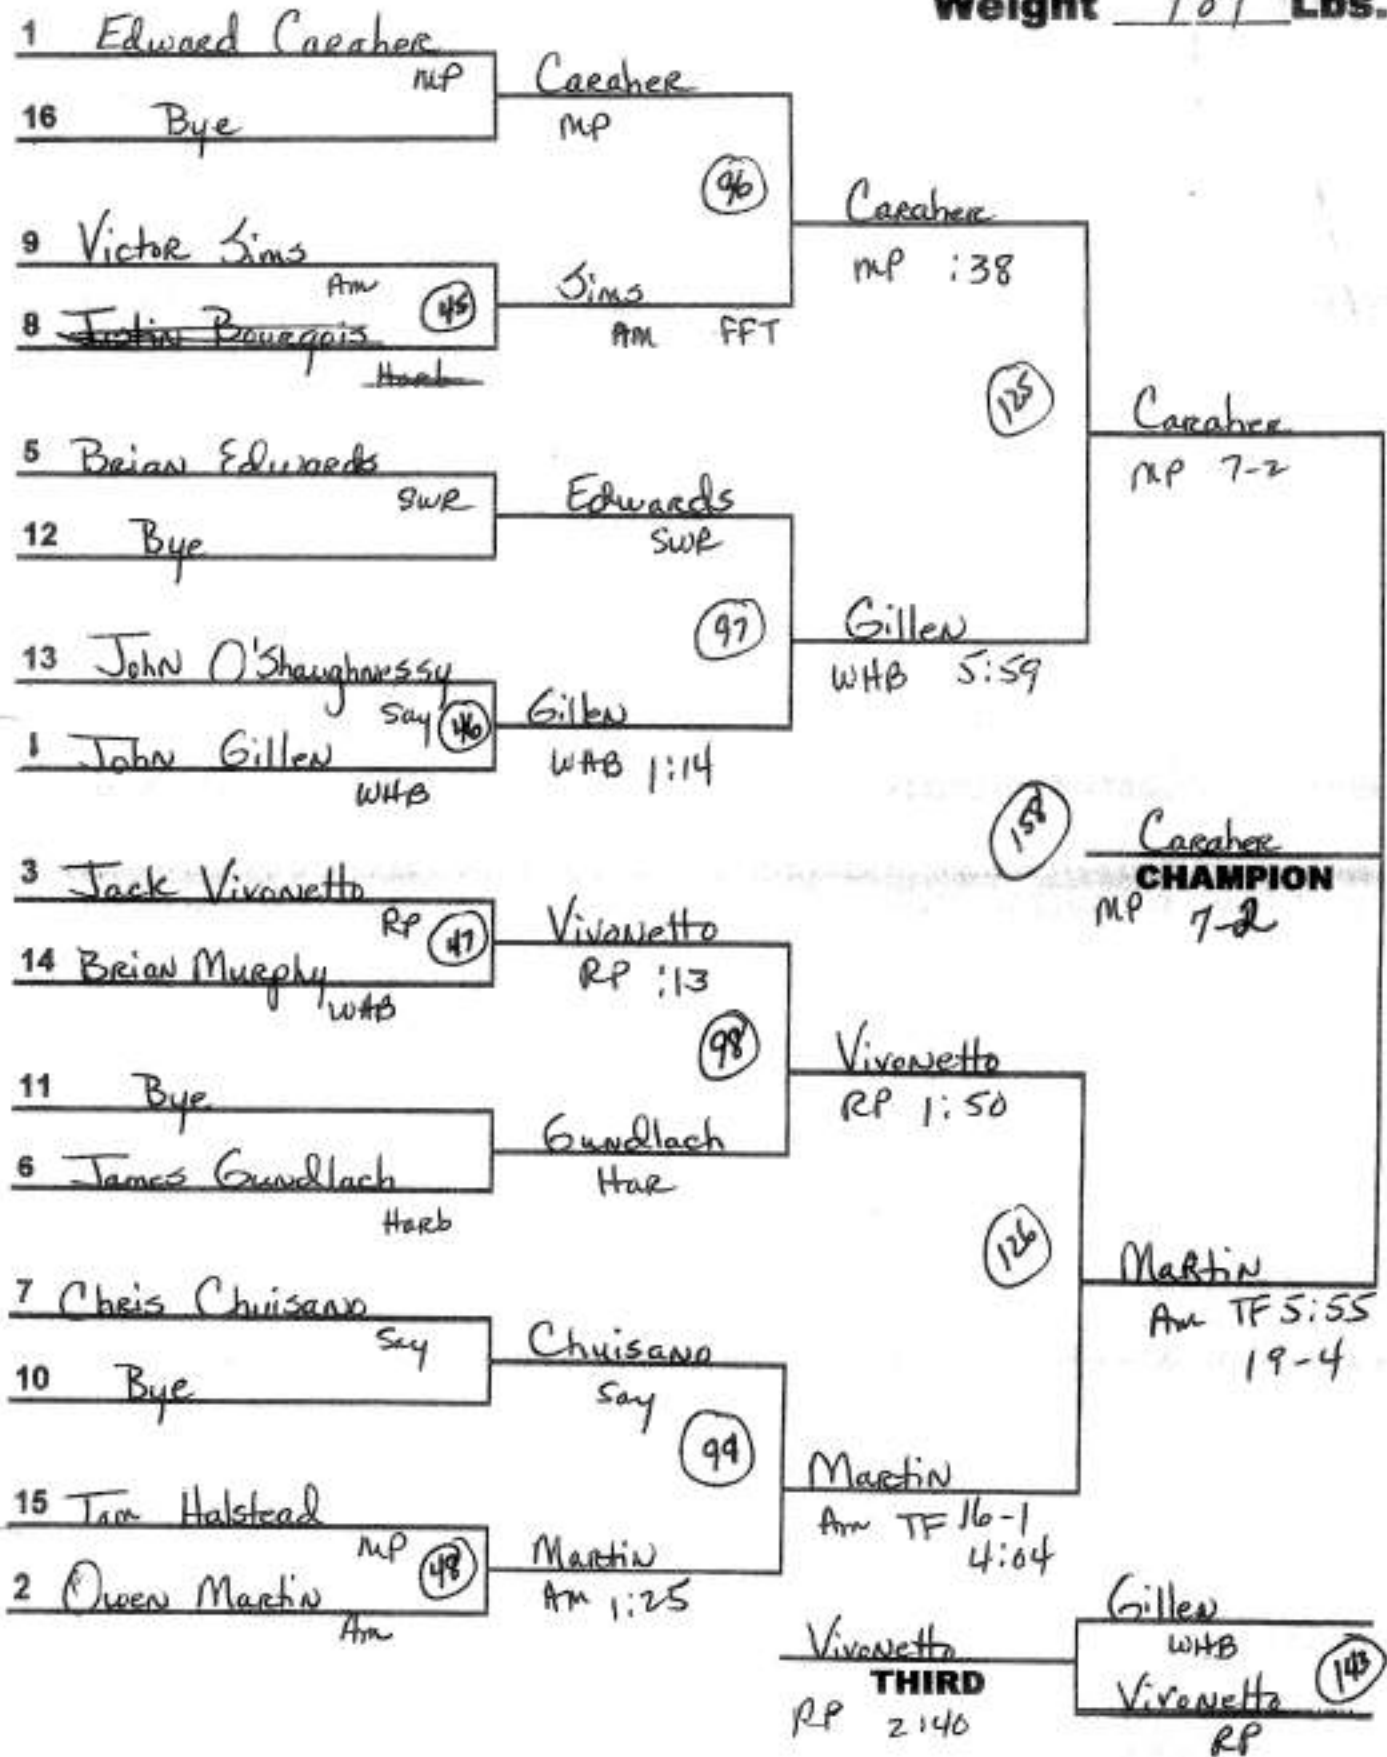 Weight Lbs.
1 Edward Caraher
MP
16 Bye
Caraher
MP
96
9 Victor Sims
Am
45
8 Justin Bourgois
Harb
Sims
Am FFT
Caraher
MP :38
125
5 Brian Edwards
SWR
12 Bye
Edwards
SWR
97
13 John O'Shaughnessy
Say 46
John Gillen
WHB
Gillen
WHB 1:14
Gillen
WHB 5:59
Caraher
MP 7-2
158
Caraher
CHAMPION
MP 7-2
3 Jack Vivonetto
RP 47
14 Brian Murphy
WHB
Vivonetto
RP :13
98
11 Bye
6 James Gundlach
Harb
Gundlach
Har
Vivonetto
RP 1:50
126
7 Chris Chuisano
Say
10 Bye
Chuisano
Say
99
15 Tom Halstead
MP 48
2 Owen Martin
Am
Martin
Am 1:25
Martin
Am TF 16-1
4:04
Martin
Am TF 5:55
19-4
Gillen
WHB
143
Vivonetto
RP
Vivonetto
THIRD
RP 2:40